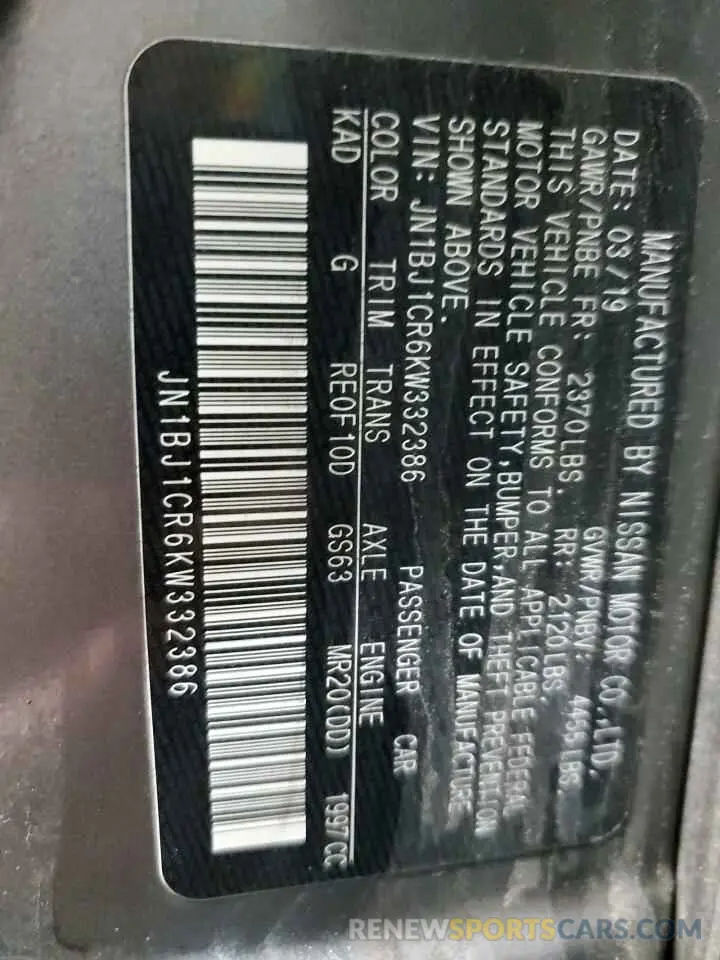 MANUFACTURED BY NISSAN MOTOR CO.,LTD.
DATE: 03/19 GVWR/PNBV: 4455 LBS.
GAWR/PNBE FR: 2370LBS. RR: 2120LBS.
THIS VEHICLE CONFORMS TO ALL APPLICABLE FEDERAL
MOTOR VEHICLE SAFETY,BUMPER,AND THEFT PREVENTION
STANDARDS IN EFFECT ON THE DATE OF MANUFACTURE
SHOWN ABOVE.
VIN: JN1BJ1CR6KW332386 PASSENGER CAR
COLOR TRIM TRANS AXLE ENGINE
KAD G RE0F10D GS63 MR20(DD) 1997CC
JN1BJ1CR6KW332386
RENEWSPORTSCARS.COM